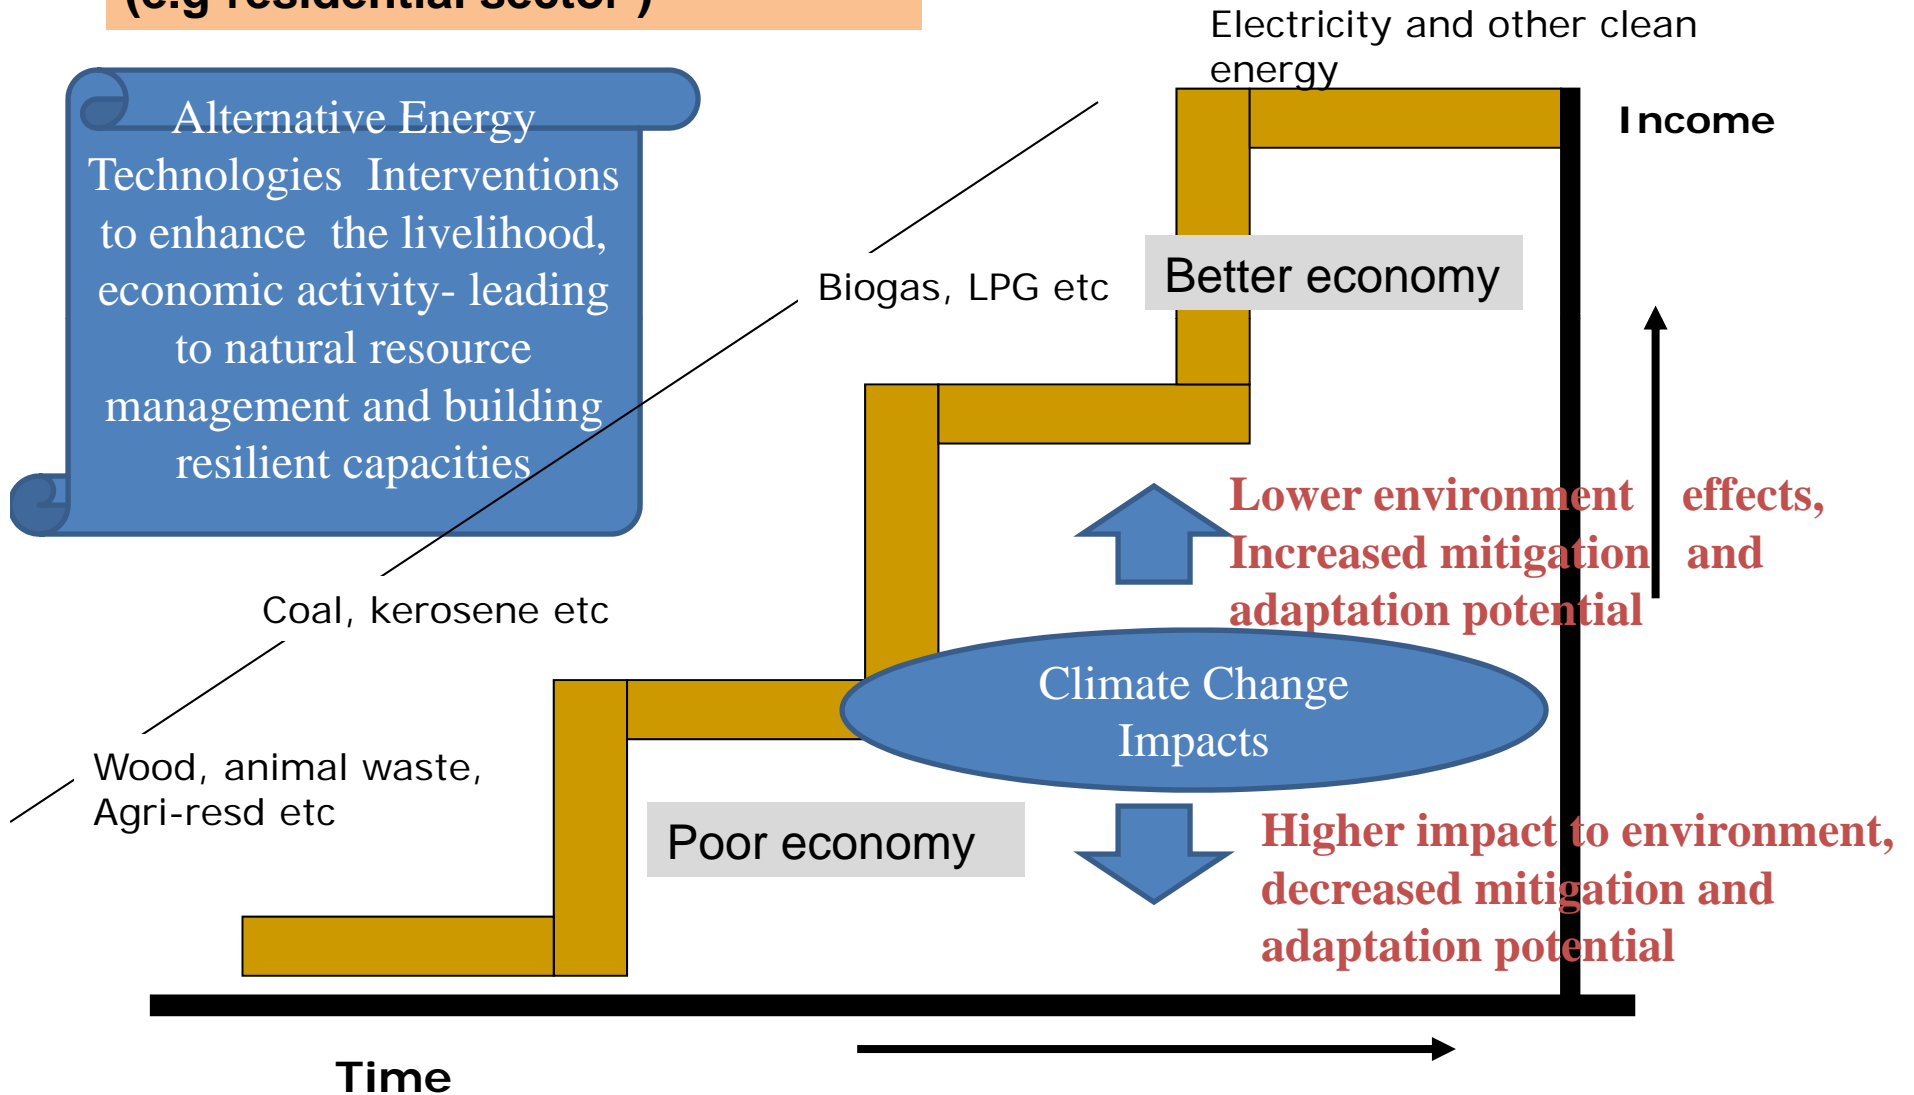 (e.g residential sector )
Electricity and other clean
energy
Income
Alternative Energy
Technologies Interventions
to enhance the livelihood,
economic activity- leading
to natural resource
management and building
resilient capacities
Biogas, LPG etc
Better economy
Lower environment effects,
Increased mitigation and
adaptation potential
Coal, kerosene etc
Climate Change
Impacts
Wood, animal waste,
Agri-resd etc
Poor economy
Higher impact to environment,
decreased mitigation and
adaptation potential
Time